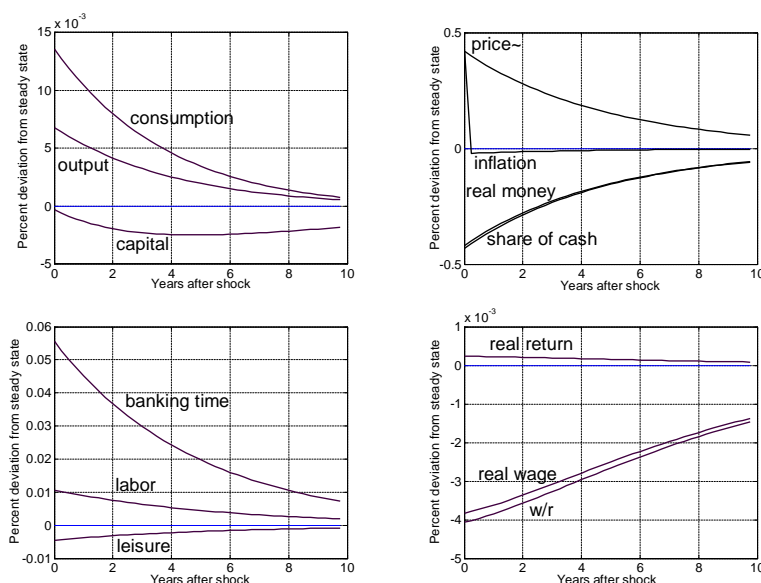 x 10⁻³
15
10
5
0
-5
Percent deviation from steady state
consumption
output
capital
0 2 4 6 8 10
Years after shock
0.5
0
-0.5
Percent deviation from steady state
price~
inflation
real money
share of cash
0 2 4 6 8 10
Years after shock
0.06
0.05
0.04
0.03
0.02
0.01
0
-0.01
Percent deviation from steady state
banking time
labor
leisure
0 2 4 6 8 10
Years after shock
x 10⁻³
1
0
-1
-2
-3
-4
-5
Percent deviation from steady state
real return
real wage
w/r
0 2 4 6 8 10
Years after shock